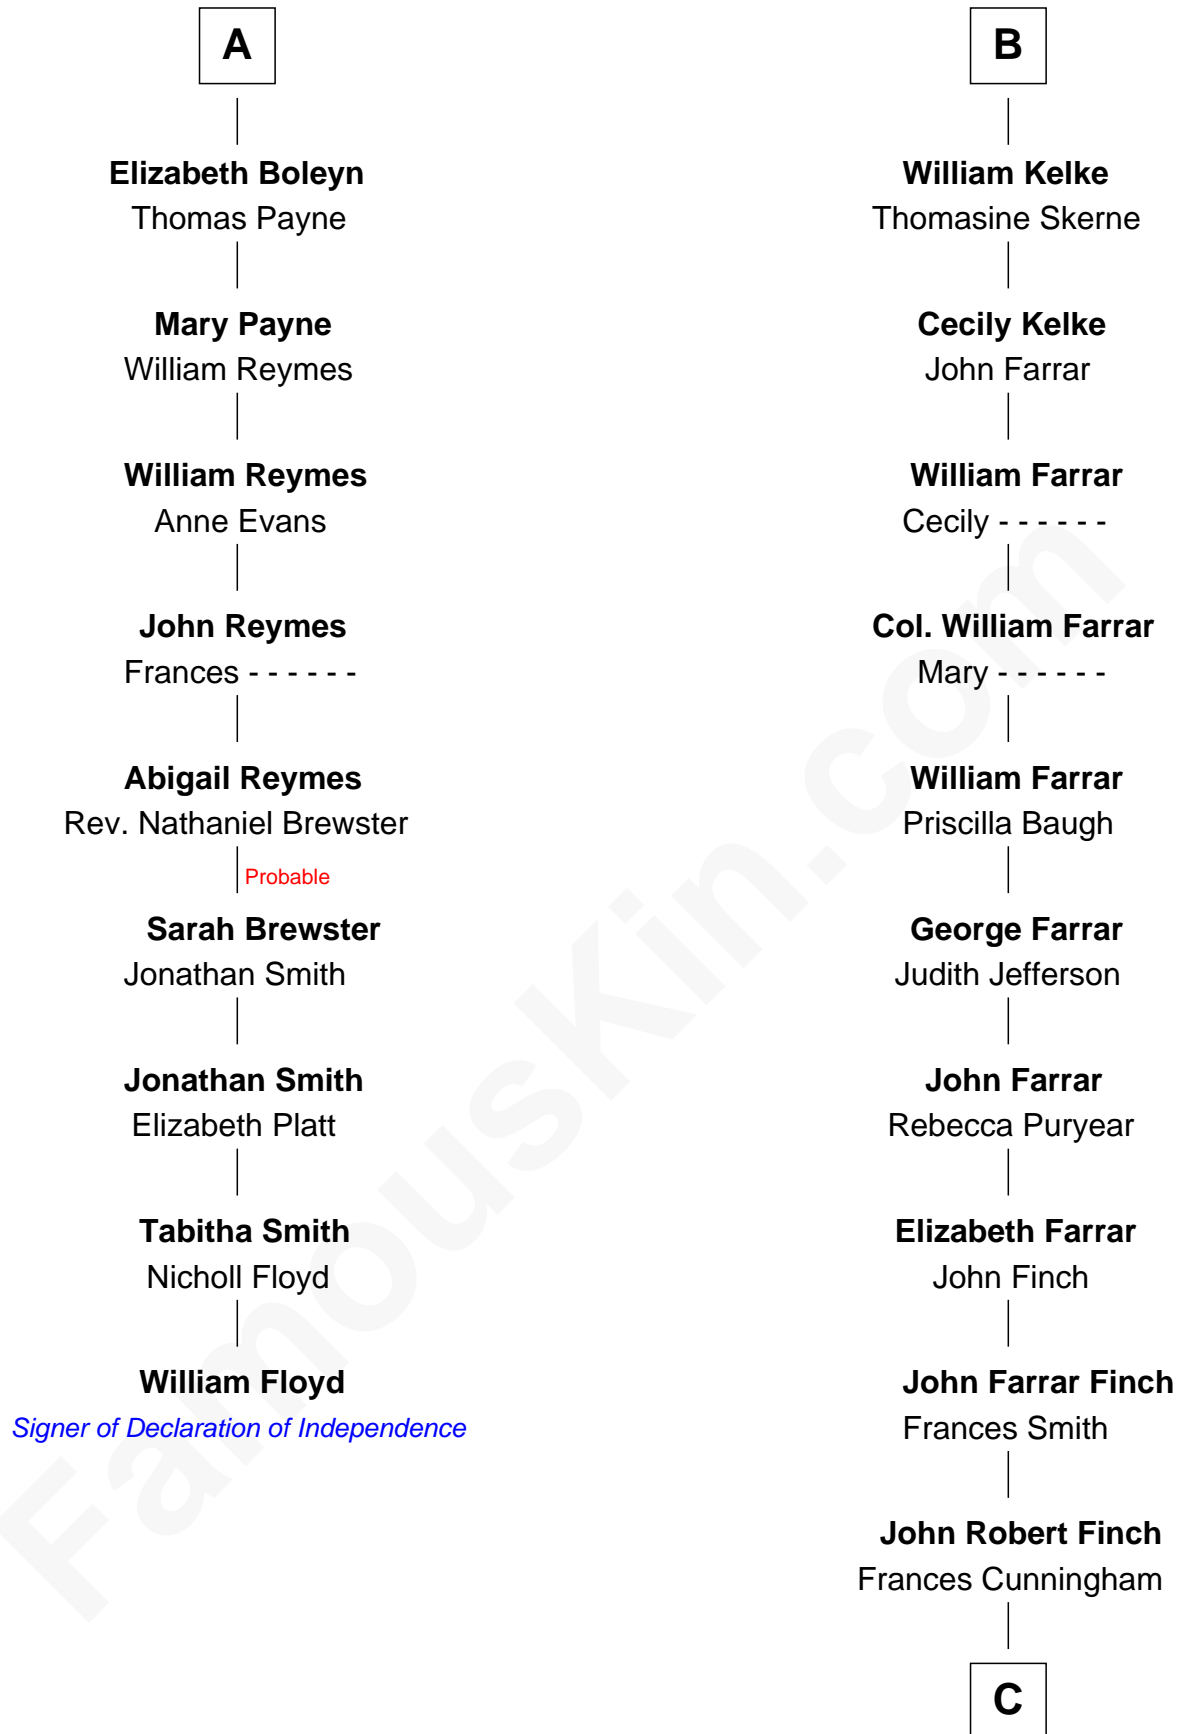 A
Elizabeth Boleyn
Thomas Payne
Mary Payne
William Reymes
William Reymes
Anne Evans
John Reymes
Frances - - - - - -
Abigail Reymes
Rev. Nathaniel Brewster
Probable
Sarah Brewster
Jonathan Smith
Jonathan Smith
Elizabeth Platt
Tabitha Smith
Nicholl Floyd
William Floyd
Signer of Declaration of Independence
B
William Kelke
Thomasine Skerne
Cecily Kelke
John Farrar
William Farrar
Cecily - - - - - -
Col. William Farrar
Mary - - - - - -
William Farrar
Priscilla Baugh
George Farrar
Judith Jefferson
John Farrar
Rebecca Puryear
Elizabeth Farrar
John Finch
John Farrar Finch
Frances Smith
John Robert Finch
Frances Cunningham
C
FamousKin.com